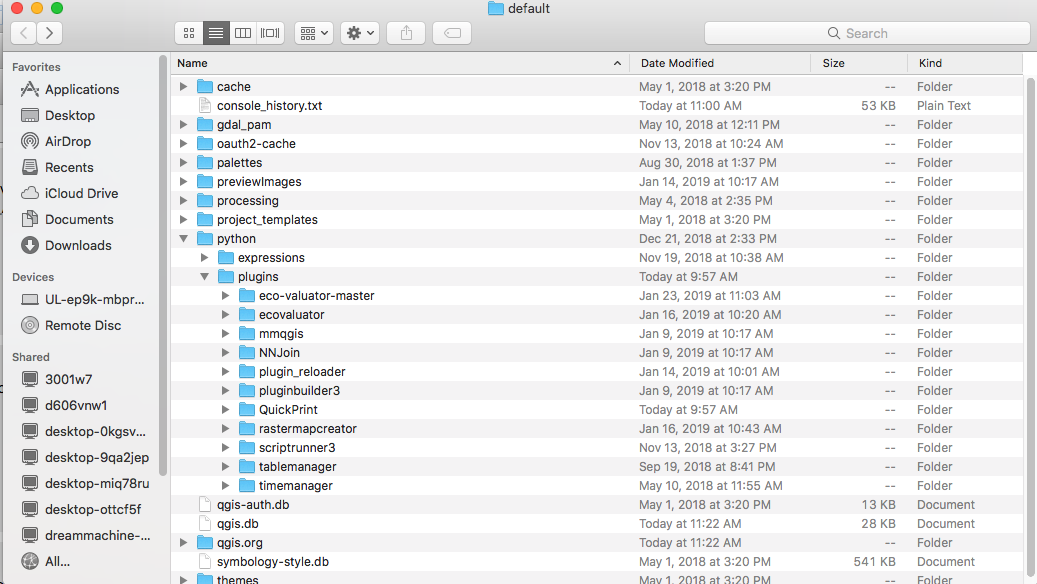 default
Search
Favorites
Applications
Desktop
AirDrop
Recents
iCloud Drive
Documents
Downloads
Devices
UL-ep9k-mbpr...
Remote Disc
Shared
3001w7
d606vnw1
desktop-0kgsv...
desktop-9qa2jep
desktop-miq78ru
desktop-ottcf5f
dreammachine-...
All...
Name Date Modified Size Kind
cache May 1, 2018 at 3:20 PM -- Folder
console_history.txt Today at 11:00 AM 53 KB Plain Text
gdal_pam May 10, 2018 at 12:11 PM -- Folder
oauth2-cache Nov 13, 2018 at 10:24 AM -- Folder
palettes Aug 30, 2018 at 1:37 PM -- Folder
previewImages Jan 14, 2019 at 10:17 AM -- Folder
processing May 4, 2018 at 2:35 PM -- Folder
project_templates May 1, 2018 at 3:20 PM -- Folder
python Dec 21, 2018 at 2:33 PM -- Folder
expressions Nov 19, 2018 at 10:38 AM -- Folder
plugins Today at 9:57 AM -- Folder
eco-valuator-master Jan 23, 2019 at 11:03 AM -- Folder
ecovaluator Jan 16, 2019 at 10:20 AM -- Folder
mmqgis Jan 9, 2019 at 10:17 AM -- Folder
NNJoin Jan 9, 2019 at 10:17 AM -- Folder
plugin_reloader Jan 14, 2019 at 10:01 AM -- Folder
pluginbuilder3 Jan 9, 2019 at 10:17 AM -- Folder
QuickPrint Today at 9:57 AM -- Folder
rastermapcreator Jan 16, 2019 at 10:43 AM -- Folder
scriptrunner3 Nov 13, 2018 at 3:27 PM -- Folder
tablemanager Sep 19, 2018 at 8:41 PM -- Folder
timemanager May 10, 2018 at 11:55 AM -- Folder
qgis-auth.db May 1, 2018 at 3:20 PM 13 KB Document
qgis.db Today at 11:22 AM 28 KB Document
qgis.org Today at 11:22 AM -- Folder
symbology-style.db May 1, 2018 at 3:20 PM 541 KB Document
themes May 1, 2018 at 3:20 PM -- Folder